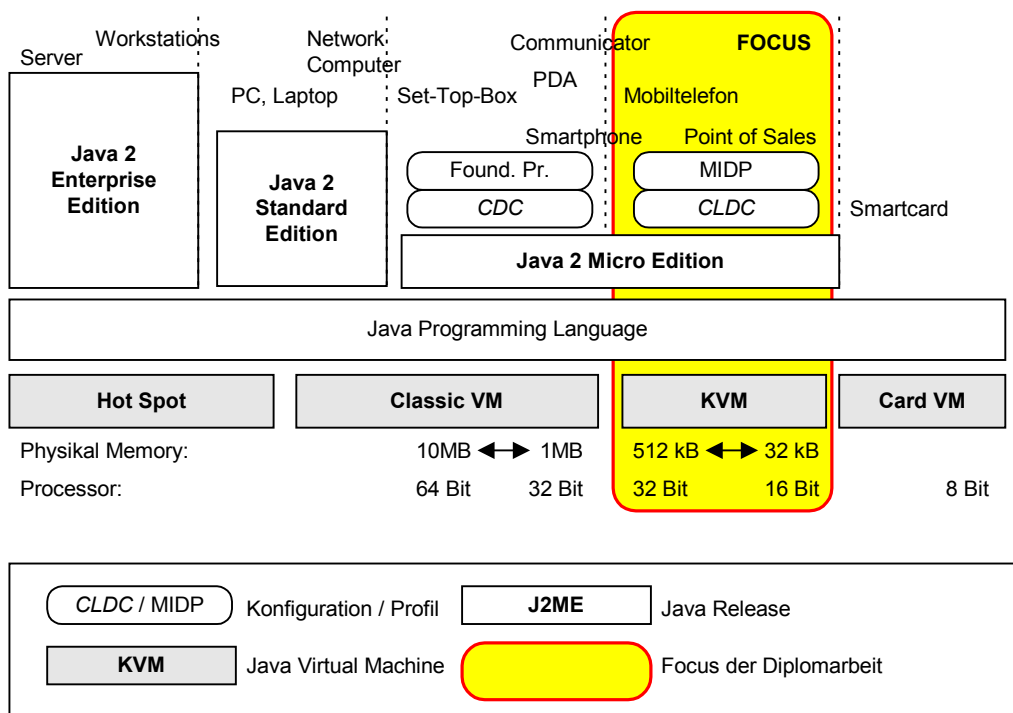 Workstations
Network
Computer
Communicator
FOCUS
Server
PDA
PC, Laptop
Set-Top-Box
Mobiltelefon
Smartphone
Point of Sales
Java 2
Enterprise
Edition
Java 2
Standard
Edition
Found. Pr.
CDC
MIDP
CLDC
Smartcard
Java 2 Micro Edition
Java Programming Language
Hot Spot
Classic VM
KVM
Card VM
Physikal Memory:
10MB
1MB
512 kB
32 kB
Processor:
64 Bit
32 Bit
32 Bit
16 Bit
8 Bit
CLDC / MIDP
Konfiguration / Profil
J2ME
Java Release
KVM
Java Virtual Machine
Focus der Diplomarbeit